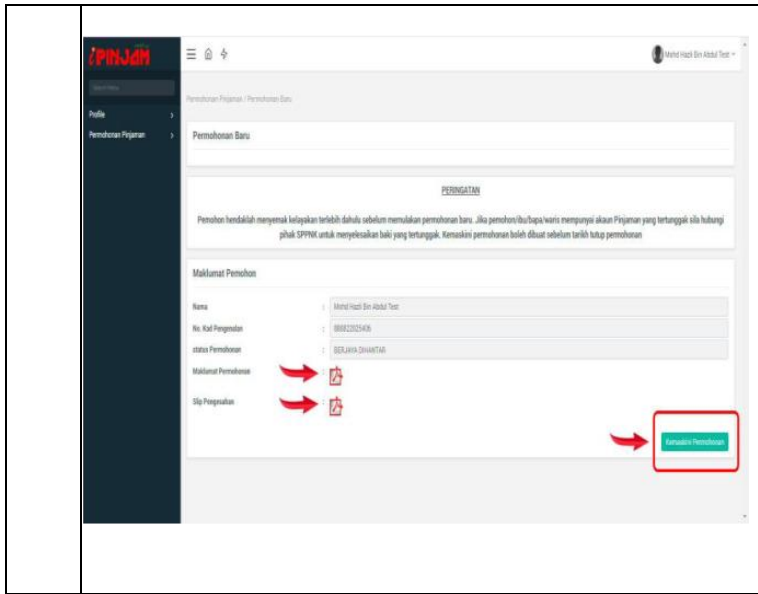 iPINJAM
Mohd Hazli Bin Abdul Test
Search Menu
Permohonan Pinjaman / Permohonan Baru
Profile
Permohonan Pinjaman
Permohonan Baru
PERINGATAN
Pemohon hendaklah menyemak kelayakan terlebih dahulu sebelum memulakan permohonan baru. Jika pemohon/ibu/bapa/waris mempunyai akaun Pinjaman yang tertunggak sila hubungi
pihak SPPNK untuk menyelesaikan baki yang tertunggak. Kemaskini permohonan boleh dibuat sebelum tarikh tutup permohonan
Maklumat Pemohon
Nama : Mohd Hazli Bin Abdul Test
No. Kad Pengenalan :
status Permohonan : BERJAYA DIHANTAR
Maklumat Permohonan :
Slip Pengesahan :
Kemaskini Permohonan